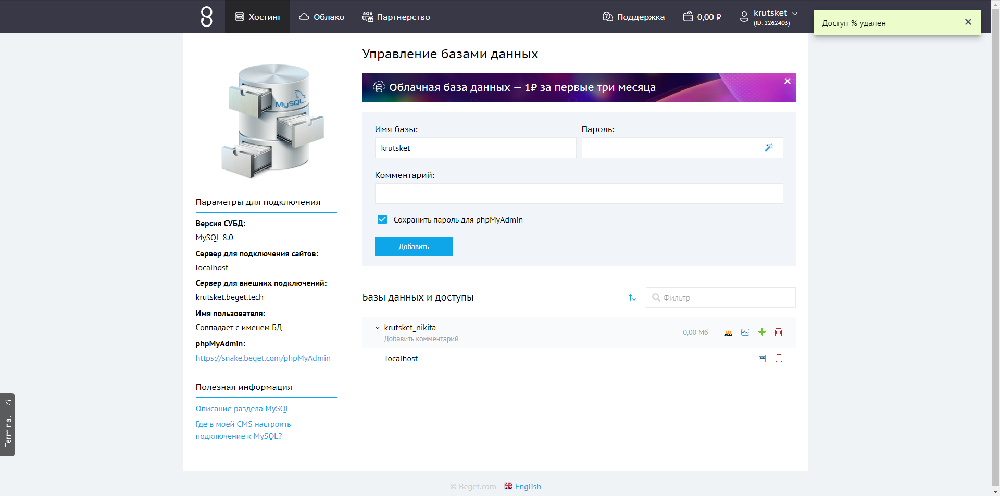 Хостинг
Облако
Партнерство
Поддержка
0,00 ₽
krutsket
(ID: 2262403)
Доступ % удален
Управление базами данных
MySQL
Облачная база данных — 1₽ за первые три месяца
Имя базы:
Пароль:
krutsket_
Комментарий:
Сохранить пароль для phpMyAdmin
Добавить
Параметры для подключения
Версия СУБД:
MySQL 8.0
Сервер для подключения сайтов:
localhost
Сервер для внешних подключений:
krutsket.beget.tech
Имя пользователя:
Совпадает с именем БД
phpMyAdmin:
https://snake.beget.com/phpMyAdmin
Полезная информация
Описание раздела MySQL
Где в моей CMS настроить
подключение к MySQL?
Базы данных и доступы
Фильтр
krutsket_nikita
Добавить комментарий
0,00 Мб
PMA
localhost
Terminal
© Beget.com
English